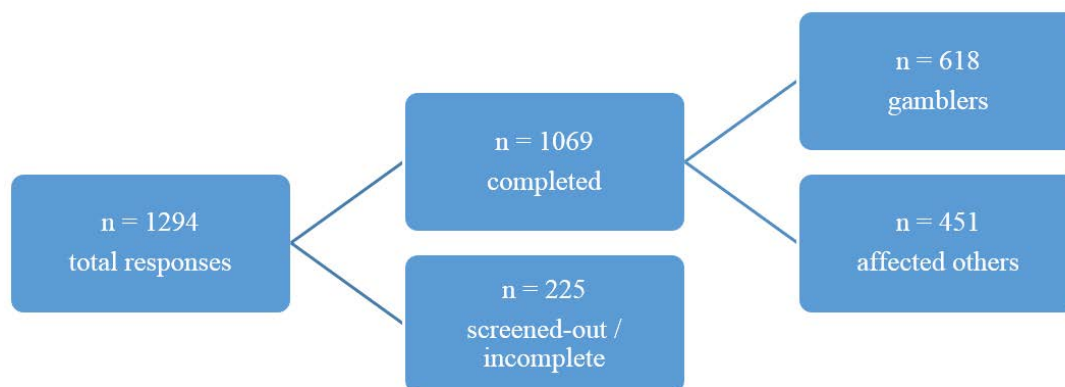 n = 1294
total responses
n = 1069
completed
n = 225
screened-out /
incomplete
n = 618
gamblers
n = 451
affected others